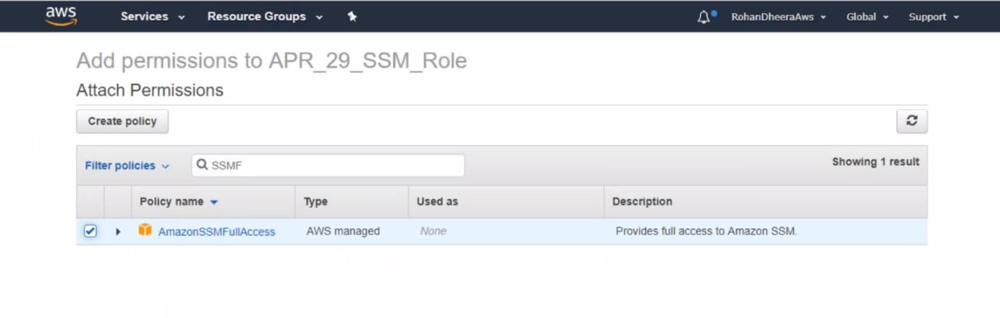 aws Services Resource Groups RohanDheeraAws Global Support
Add permissions to APR_29_SSM_Role
Attach Permissions
Create policy
Filter policies SSMF Showing 1 result
Policy name Type Used as Description
AmazonSSMFullAccess AWS managed None Provides full access to Amazon SSM.